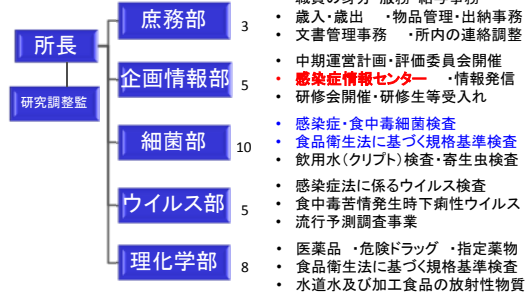 所長
研究調整監
庶務部 3
• 職員の身分・服務・給与事務
• 歳入・歳出 ・物品管理・出納事務
• 文書管理事務 ・所内の連絡調整
企画情報部 5
• 中期運営計画・評価委員会開催
• 感染症情報センター ・情報発信
• 研修会開催・研修生等受入れ
細菌部 10
• 感染症・食中毒細菌検査
• 食品衛生法に基づく規格基準検査
• 飲用水(クリプト)検査・寄生虫検査
ウイルス部 5
• 感染症法に係るウイルス検査
• 食中毒苦情発生時下痢性ウイルス
• 流行予測調査事業
理化学部 8
• 医薬品 ・危険ドラッグ ・指定薬物
• 食品衛生法に基づく規格基準検査
• 水道水及び加工食品の放射性物質